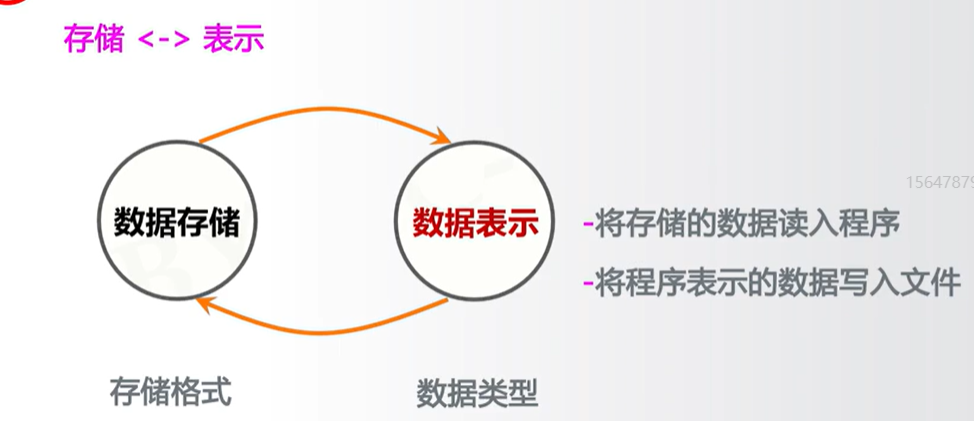 存储 <-> 表示
数据存储
数据表示
-将存储的数据读入程序
-将程序表示的数据写入文件
存储格式
数据类型